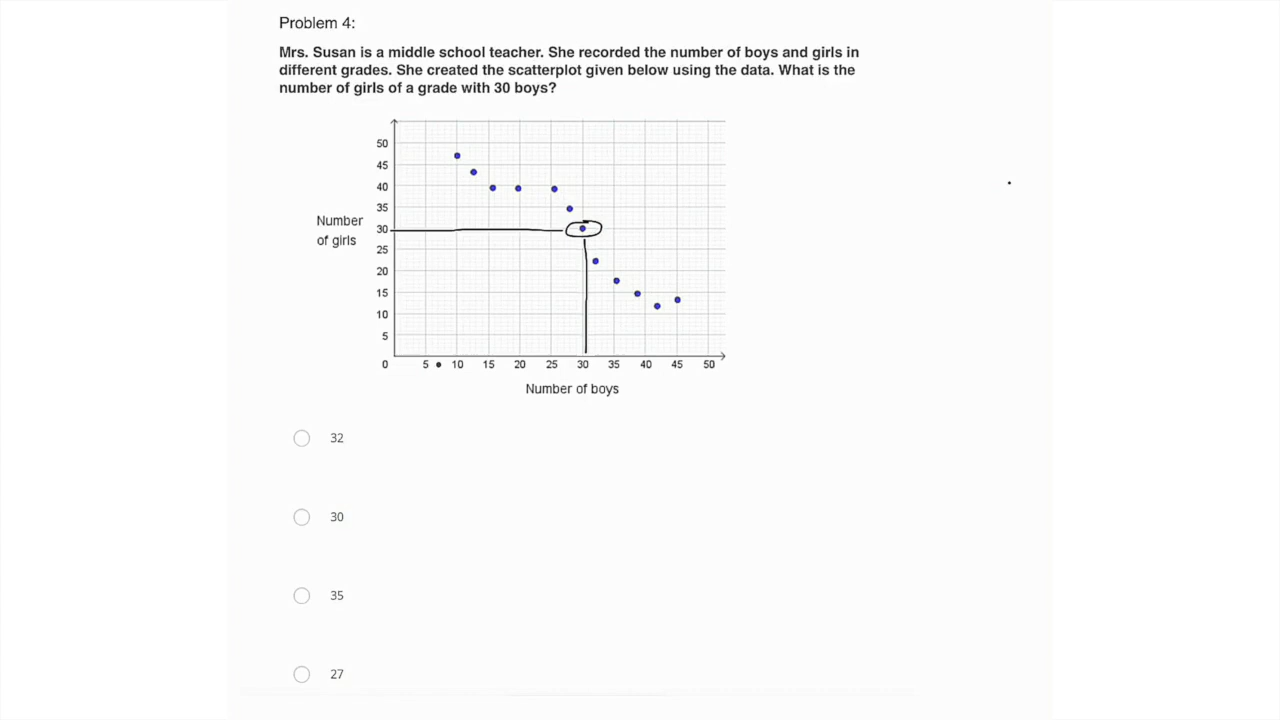 Problem 4:
Mrs. Susan is a middle school teacher. She recorded the number of boys and girls in
different grades. She created the scatterplot given below using the data. What is the
number of girls of a grade with 30 boys?
50
45
40
35
Number
of girls
30
25
20
15
10
5
0 5 10 15 20 25 30 35 40 45 50
Number of boys
32
30
35
27